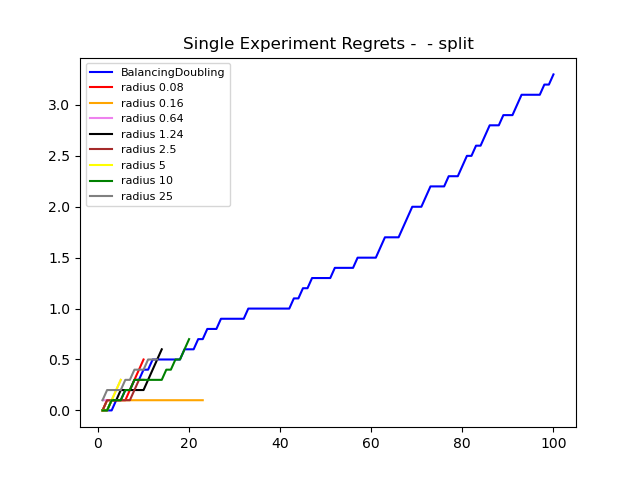 Single Experiment Regrets -  - split
BalancingDoubling
radius 0.08
radius 0.16
radius 0.64
radius 1.24
radius 2.5
radius 5
radius 10
radius 25
3.0
2.5
2.0
1.5
1.0
0.5
0.0
0 20 40 60 80 100